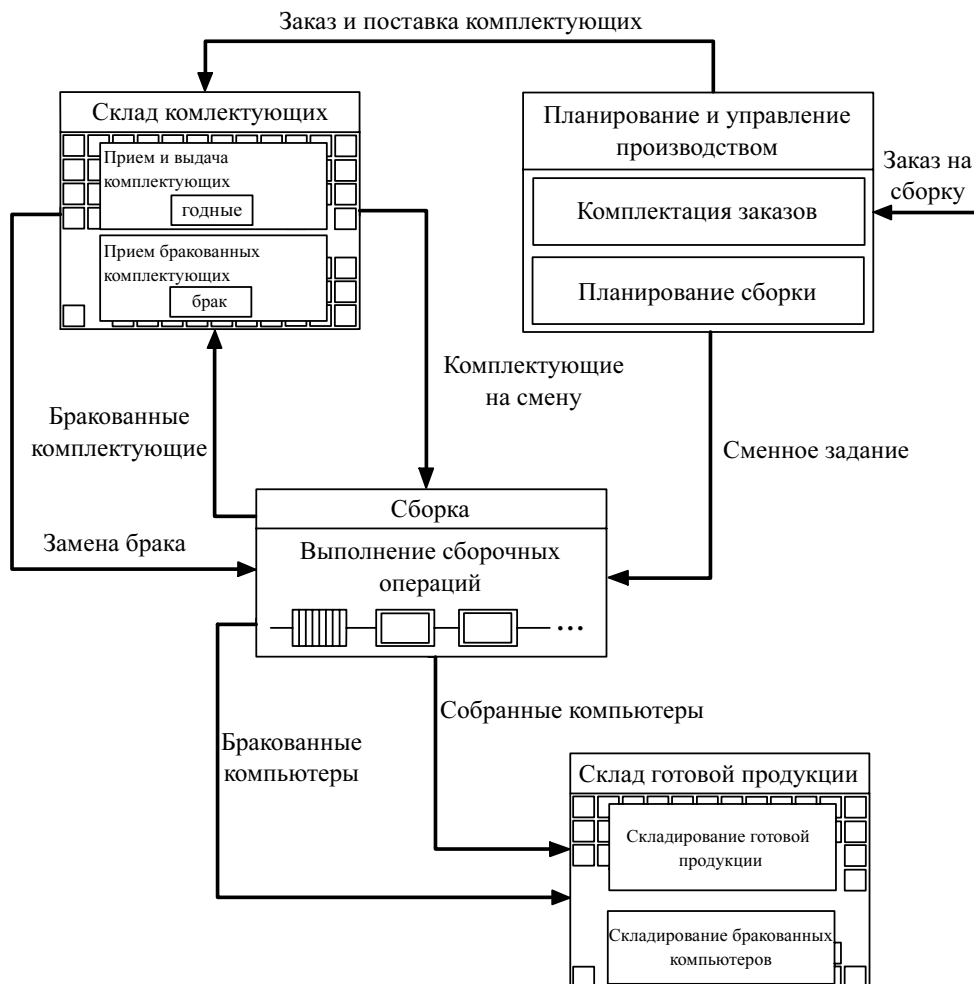 Заказ и поставка комплектующих
Склад комлектующих
Прием и выдача
комплектующих
годные
Прием бракованных
комплектующих
брак
Планирование и управление
производством
Комплектация заказов
Планирование сборки
Заказ на
сборку
Комплектующие
на смену
Бракованные
комплектующие
Сменное задание
Замена брака
Сборка
Выполнение сборочных
операций
...
Собранные компьютеры
Бракованные
компьютеры
Склад готовой продукции
Складирование готовой
продукции
Складирование бракованных
компьютеров